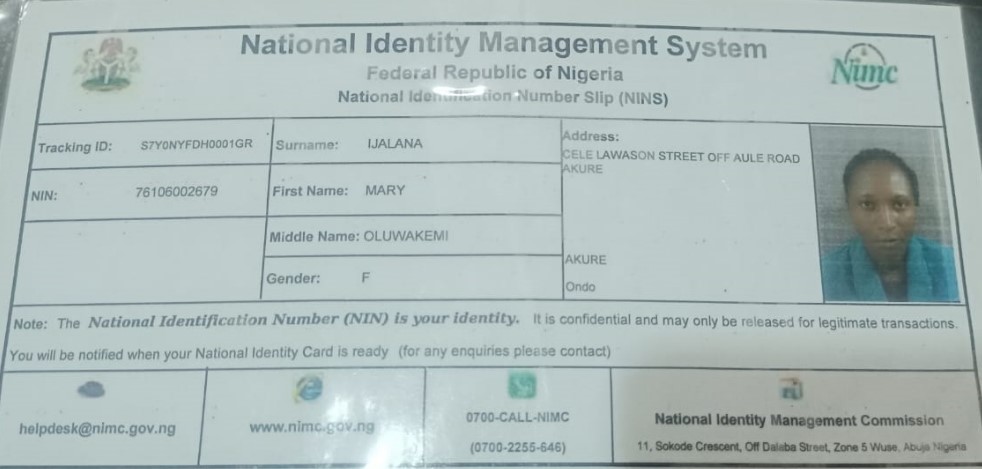 National Identity Management System
Federal Republic of Nigeria
National Identification Number Slip (NINS)
Nimc
Tracking ID: S7Y0NYFDH0001GR
Surname: IJALANA
Address:
CELE LAWASON STREET OFF AULE ROAD
AKURE
NIN: 76106002679
First Name: MARY
Middle Name: OLUWAKEMI
AKURE
Gender: F
Ondo
Note: The National Identification Number (NIN) is your identity. It is confidential and may only be released for legitimate transactions.
You will be notified when your National Identity Card is ready (for any enquiries please contact)
helpdesk@nimc.gov.ng
www.nimc.gov.ng
0700-CALL-NIMC
(0700-2255-646)
National Identity Management Commission
11, Sokode Crescent, Off Dalaba Street, Zone 5 Wuse, Abuja Nigeria